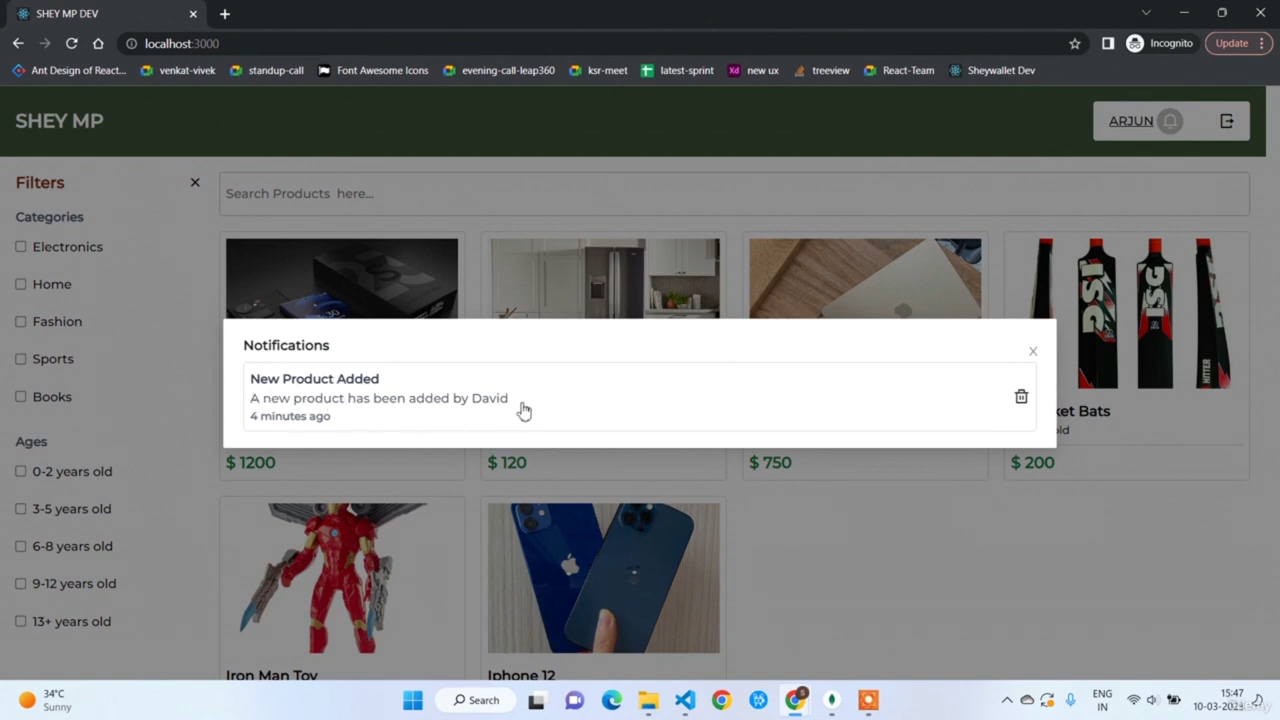 SHEY MP DEV
localhost:3000
Incognito
Update
Ant Design of React...
venkat-vivek
standup-call
Font Awesome Icons
evening-call-leap360
ksr-meet
latest-sprint
new ux
treeview
React-Team
Sheywallet Dev
SHEY MP
ARJUN
Filters
Search Products here...
Categories
Electronics
Home
Fashion
Sports
Books
Ages
0-2 years old
3-5 years old
6-8 years old
9-12 years old
13+ years old
Notifications
New Product Added
A new product has been added by David
4 minutes ago
ket Bats
old
$ 1200
$ 120
$ 750
$ 200
DSC
HITTER
Iron Man Toy
Iphone 12
34°C
Sunny
Search
ENG
IN
15:47
10-03-2023